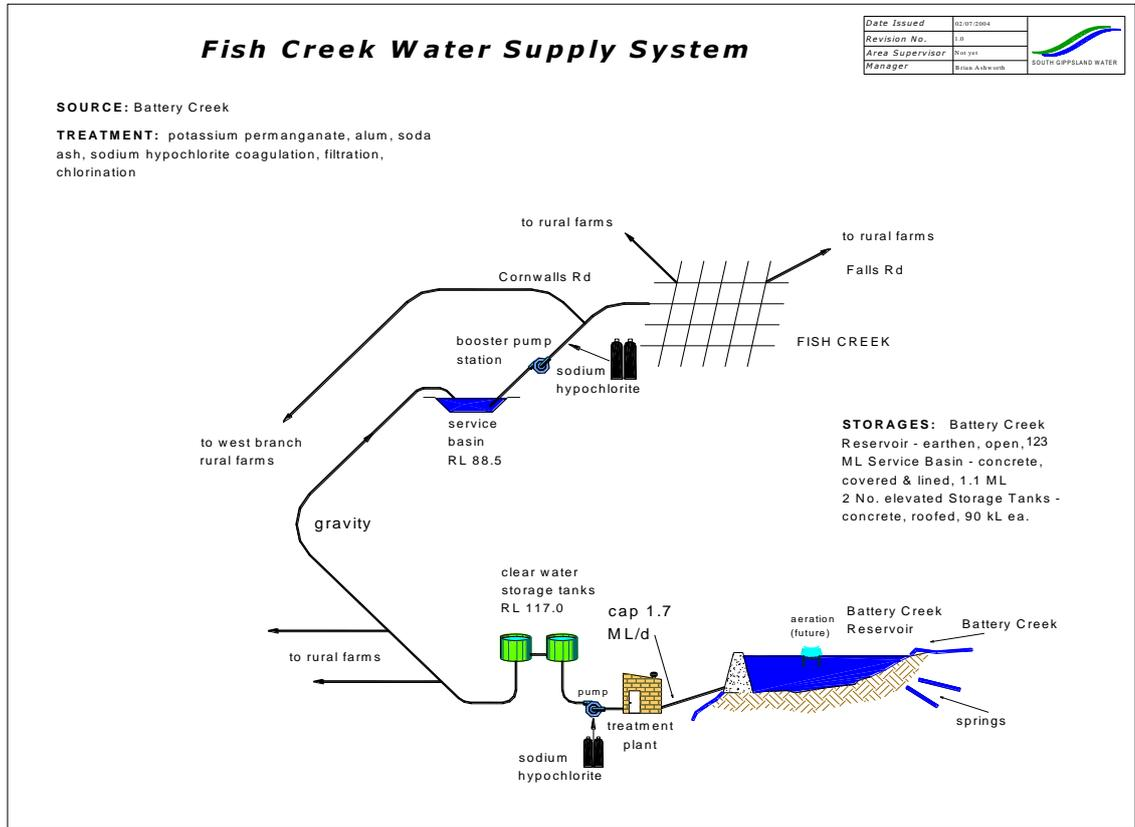 Fish Creek Water Supply System
Date Issued 02/07/2004
Revision No. 1.0
Area Supervisor Not yet
Manager Brian Ashworth
SOUTH GIPPSLAND WATER
SOURCE: Battery Creek
TREATMENT: potassium permanganate, alum, soda
ash, sodium hypochlorite coagulation, filtration,
chlorination
to rural farms
to rural farms
Falls Rd
Cornwalls Rd
FISH CREEK
booster pump
station
sodium
hypochlorite
service
basin
RL 88.5
to west branch
rural farms
STORAGES: Battery Creek
Reservoir - earthen, open, 123
ML Service Basin - concrete,
covered & lined, 1.1 ML
2 No. elevated Storage Tanks -
concrete, roofed, 90 kL ea.
gravity
clear water
storage tanks
RL 117.0
cap 1.7
ML/d
aeration
(future)
Battery Creek
Reservoir
Battery Creek
to rural farms
pump
treatment
plant
springs
sodium
hypochlorite